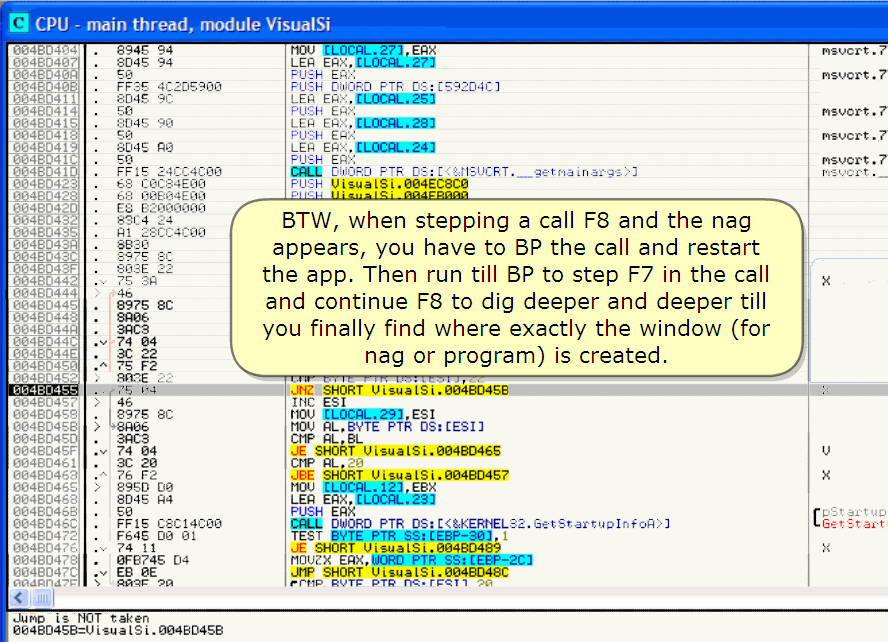 C CPU - main thread, module VisualSi
004BD404 . 8945 94 MOV [LOCAL.27],EAX msvcrt.7
004BD407 . 8D45 94 LEA EAX,[LOCAL.27]
004BD40A . 50 PUSH EAX msvcrt.7
004BD40B . FF35 4C2D5900 PUSH DWORD PTR DS:[592D4C]
004BD411 . 8D45 9C LEA EAX,[LOCAL.25]
004BD414 . 50 PUSH EAX msvcrt.7
004BD415 . 8D45 90 LEA EAX,[LOCAL.28]
004BD418 . 50 PUSH EAX msvcrt.7
004BD419 . 8D45 A0 LEA EAX,[LOCAL.24]
004BD41C . 50 PUSH EAX msvcrt.7
004BD41D . FF15 24CC4C00 CALL DWORD PTR DS:[<&MSVCRT.__getmainargs>] msvcrt.
004BD423 . 68 C0C84E00 PUSH VisualSi.004EC8C0
004BD428 . 68 00B04E00 PUSH VisualSi.004EB000
004BD42D . E8 B2000000
004BD432 . 83C4 24
004BD435 . A1 28CC4C00
004BD43A . 8B30
004BD43C . 8975 8C
004BD43F . 803E 22
004BD442 .v 75 3A X
004BD444 > 46
004BD445 . 8975 8C
004BD448 . 8A06
004BD44A . 3AC3
004BD44C .v 74 04
004BD44E . 3C 22
004BD450 .^ 75 F2
004BD452 > 803E 22 CMP BYTE PTR DS:[ESI],22
004BD455 . 75 04 JNZ SHORT VisualSi.004BD45B X
004BD457 > 46 INC ESI
004BD458 . 8975 8C MOV [LOCAL.29],ESI
004BD45B > 8A06 MOV AL,BYTE PTR DS:[ESI]
004BD45D . 3AC3 CMP AL,BL
004BD45F .v 74 04 JE SHORT VisualSi.004BD465 V
004BD461 . 3C 20 CMP AL,20
004BD463 .^ 76 F2 JBE SHORT VisualSi.004BD457 X
004BD465 > 895D D0 MOV [LOCAL.12],EBX
004BD468 . 8D45 A4 LEA EAX,[LOCAL.23]
004BD46B . 50 PUSH EAX pStartup
004BD46C . FF15 C8C14C00 CALL DWORD PTR DS:[<&KERNEL32.GetStartupInfoA>] GetStart
004BD472 . F645 D0 01 TEST BYTE PTR SS:[EBP-30],1
004BD476 .v 74 11 JE SHORT VisualSi.004BD489 X
004BD478 . 0FB745 D4 MOVZX EAX,WORD PTR SS:[EBP-2C]
004BD47C .v EB 0E JMP SHORT VisualSi.004BD48C
004BD47E > 803E 20 CMP BYTE PTR DS:[ESI],20
BTW, when stepping a call F8 and the nag
appears, you have to BP the call and restart
the app. Then run till BP to step F7 in the call
and continue F8 to dig deeper and deeper till
you finally find where exactly the window (for
nag or program) is created.
Jump is NOT taken
004BD45B=VisualSi.004BD45B